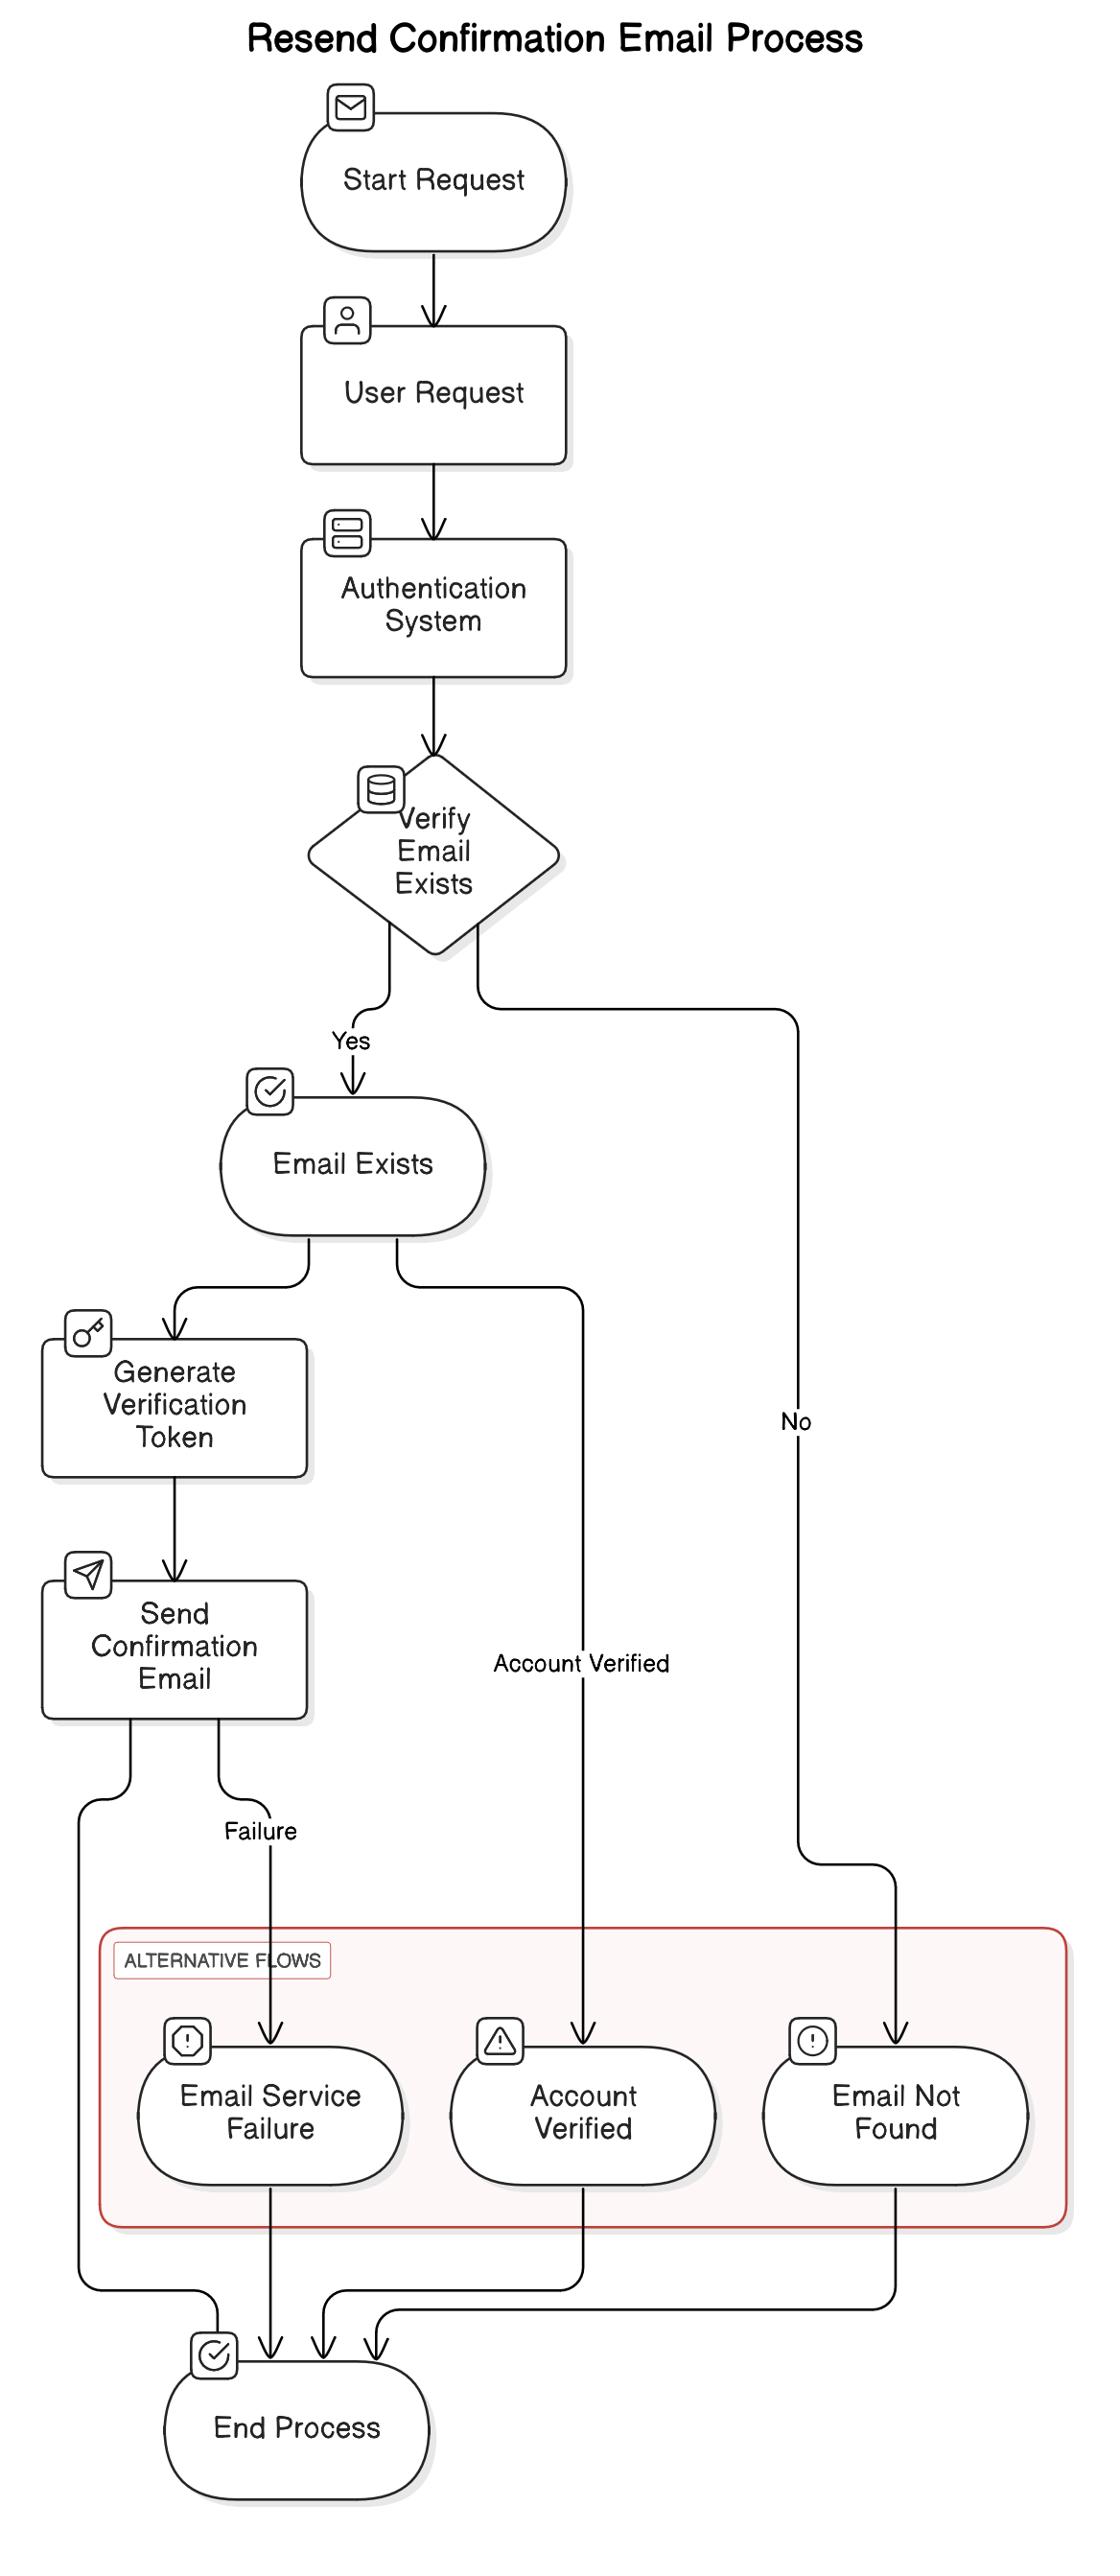 Resend Confirmation Email Process
Start Request
User Request
Authentication
System
Verify
Email
Exists
Yes
Email Exists
Generate
Verification
Token
No
Send
Confirmation
Email
Account Verified
Failure
ALTERNATIVE FLOWS
Email Service
Failure
Account
Verified
Email Not
Found
End Process